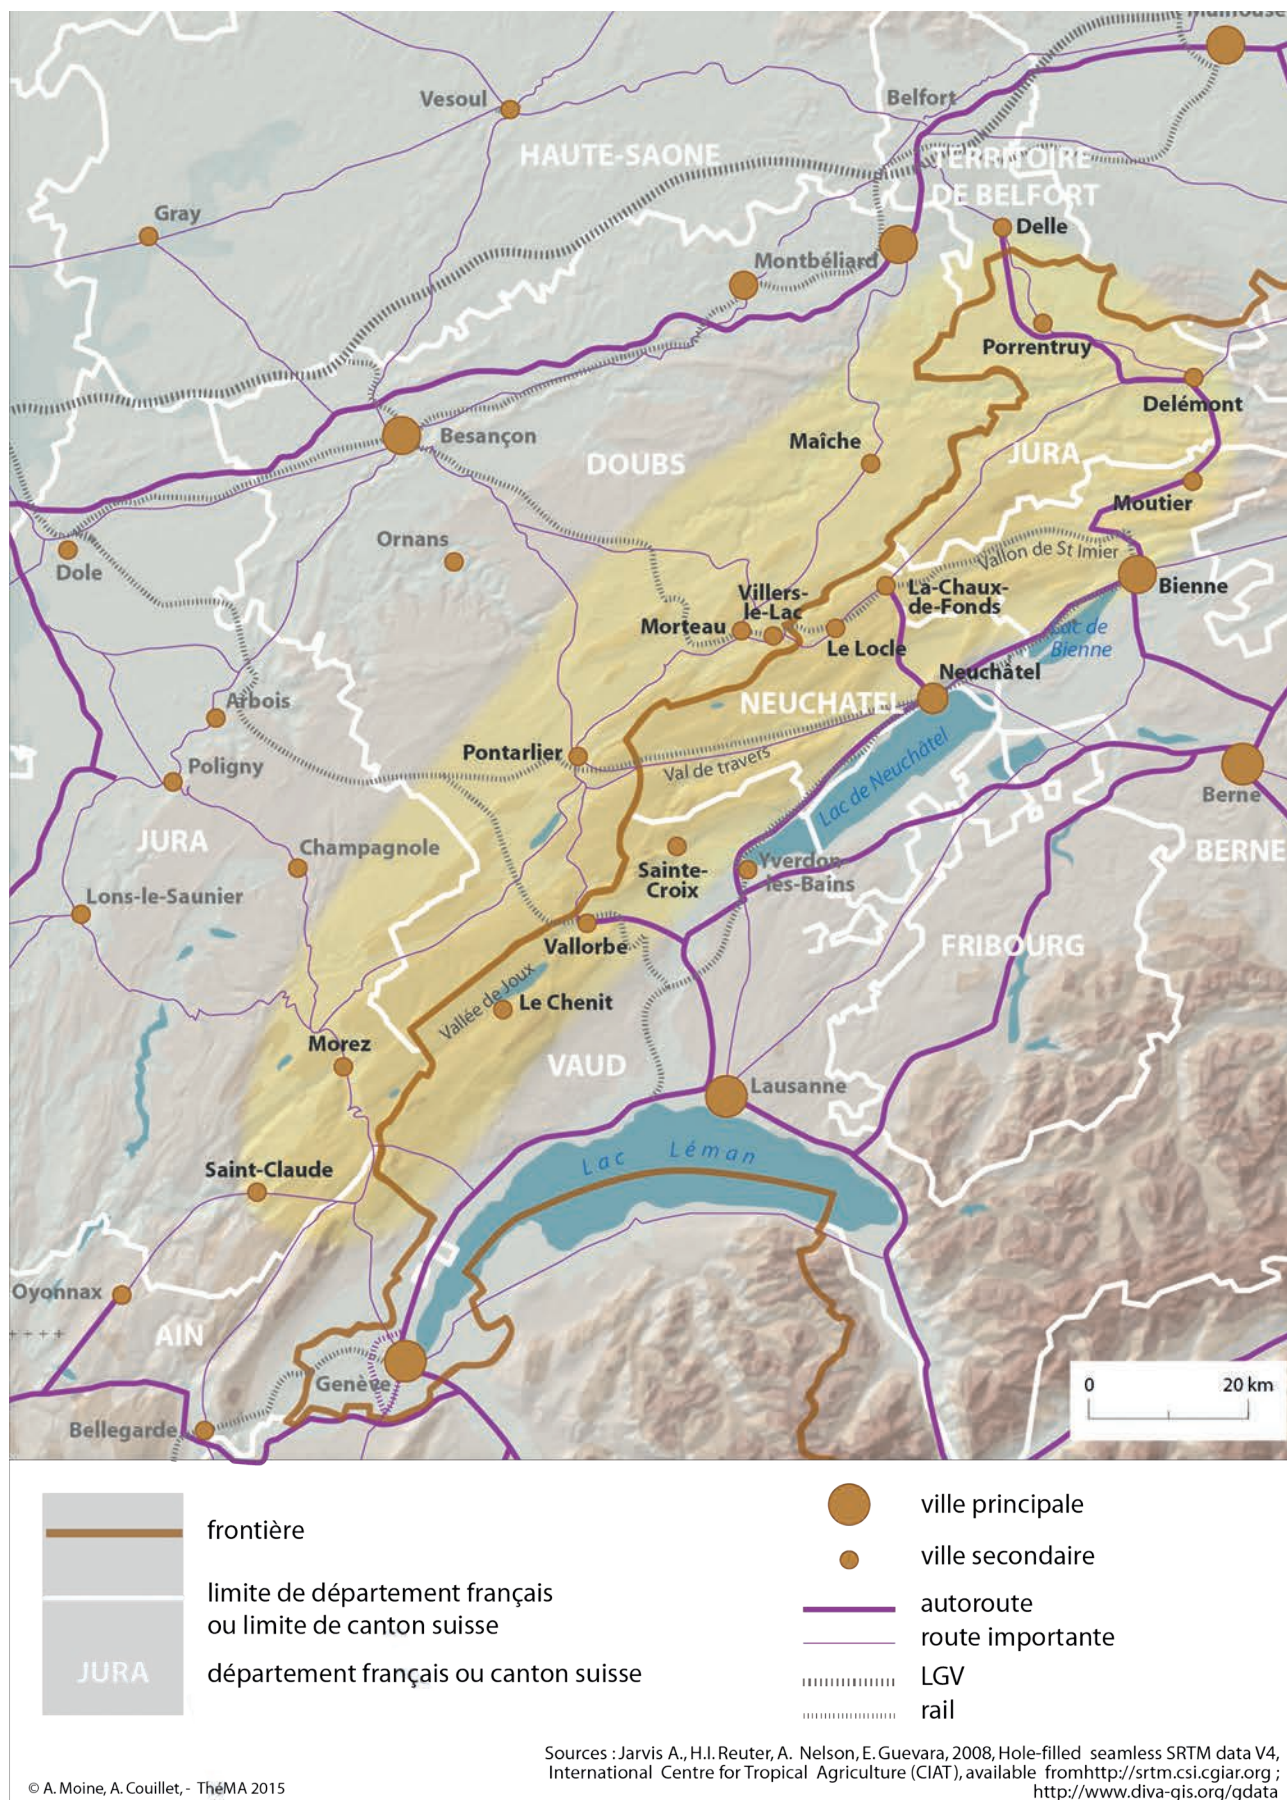 Mulhouse
Vesoul
Belfort
HAUTE-SAONE
TERRITOIRE
DE BELFORT
Gray
Delle
Montbéliard
Porrentruy
Delémont
Besançon
Maîche
DOUBS
JURA
Moutier
Ornans
Vallon de St Imier
Dole
Villers-
le-Lac
La-Chaux-
de-Fonds
Bienne
Morteau
Le Locle
Lac de
Bienne
Neuchâtel
Arbois
NEUCHATEL
Pontarlier
Val de travers
Lac de Neuchâtel
Poligny
Berne
JURA
Champagnole
BERNE
Sainte-
Croix
Yverdon-
les-Bains
Lons-le-Saunier
Vallorbe
FRIBOURG
Vallée de Joux
Le Chenit
Morez
VAUD
Lausanne
Lac Léman
Saint-Claude
Oyonnax
AIN
Genève
0 20 km
Bellegarde
frontière
limite de département français
ou limite de canton suisse
JURA
département français ou canton suisse
ville principale
ville secondaire
autoroute
route importante
LGV
rail
Sources : Jarvis A., H.I. Reuter, A. Nelson, E. Guevara, 2008, Hole-filled seamless SRTM data V4,
International Centre for Tropical Agriculture (CIAT), available fromhttp://srtm.csi.cgiar.org ;
http://www.diva-gis.org/gdata
© A. Moine, A. Couillet, - ThéMA 2015